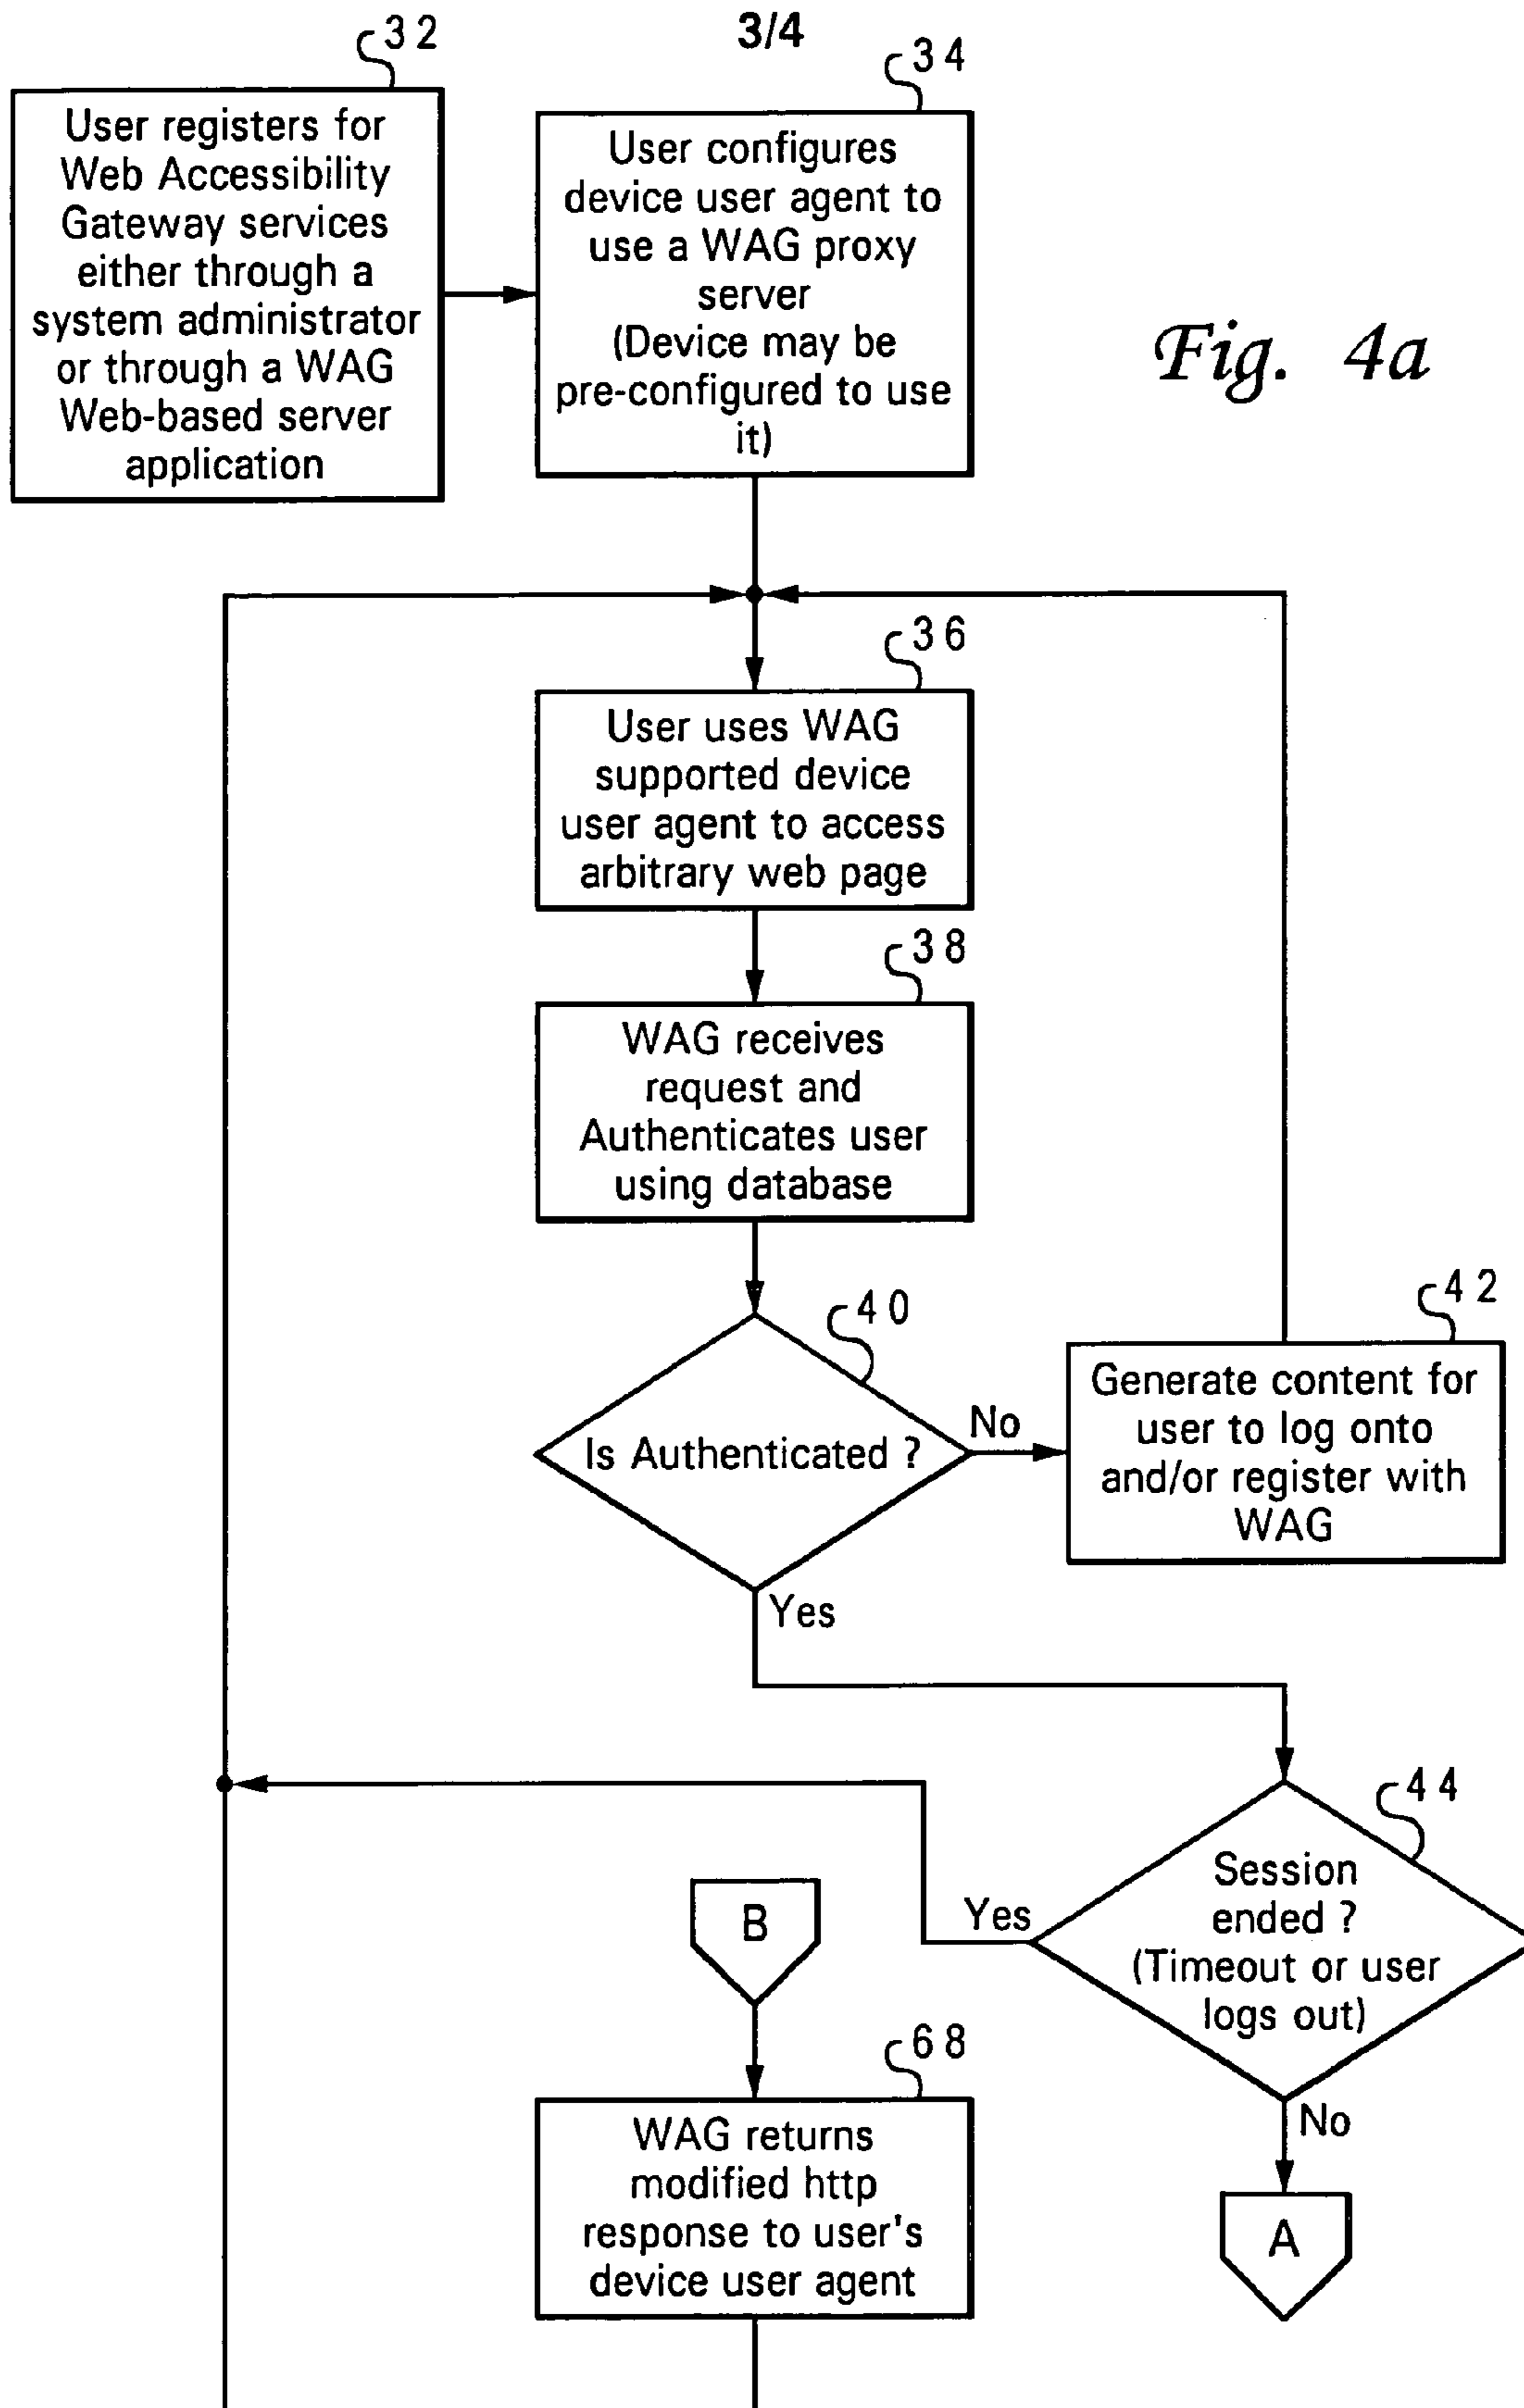 3/4
32
User registers for
Web Accessibility
Gateway services
either through a
system administrator
or through a WAG
Web-based server
application
34
User configures
device user agent to
use a WAG proxy
server
(Device may be
pre-configured to use
it)
Fig. 4a
36
User uses WAG
supported device
user agent to access
arbitrary web page
38
WAG receives
request and
Authenticates user
using database
40
Is Authenticated ?
No
Yes
42
Generate content for
user to log onto
and/or register with
WAG
44
Session
ended ?
(Timeout or user
logs out)
Yes
No
A
B
68
WAG returns
modified http
response to user's
device user agent